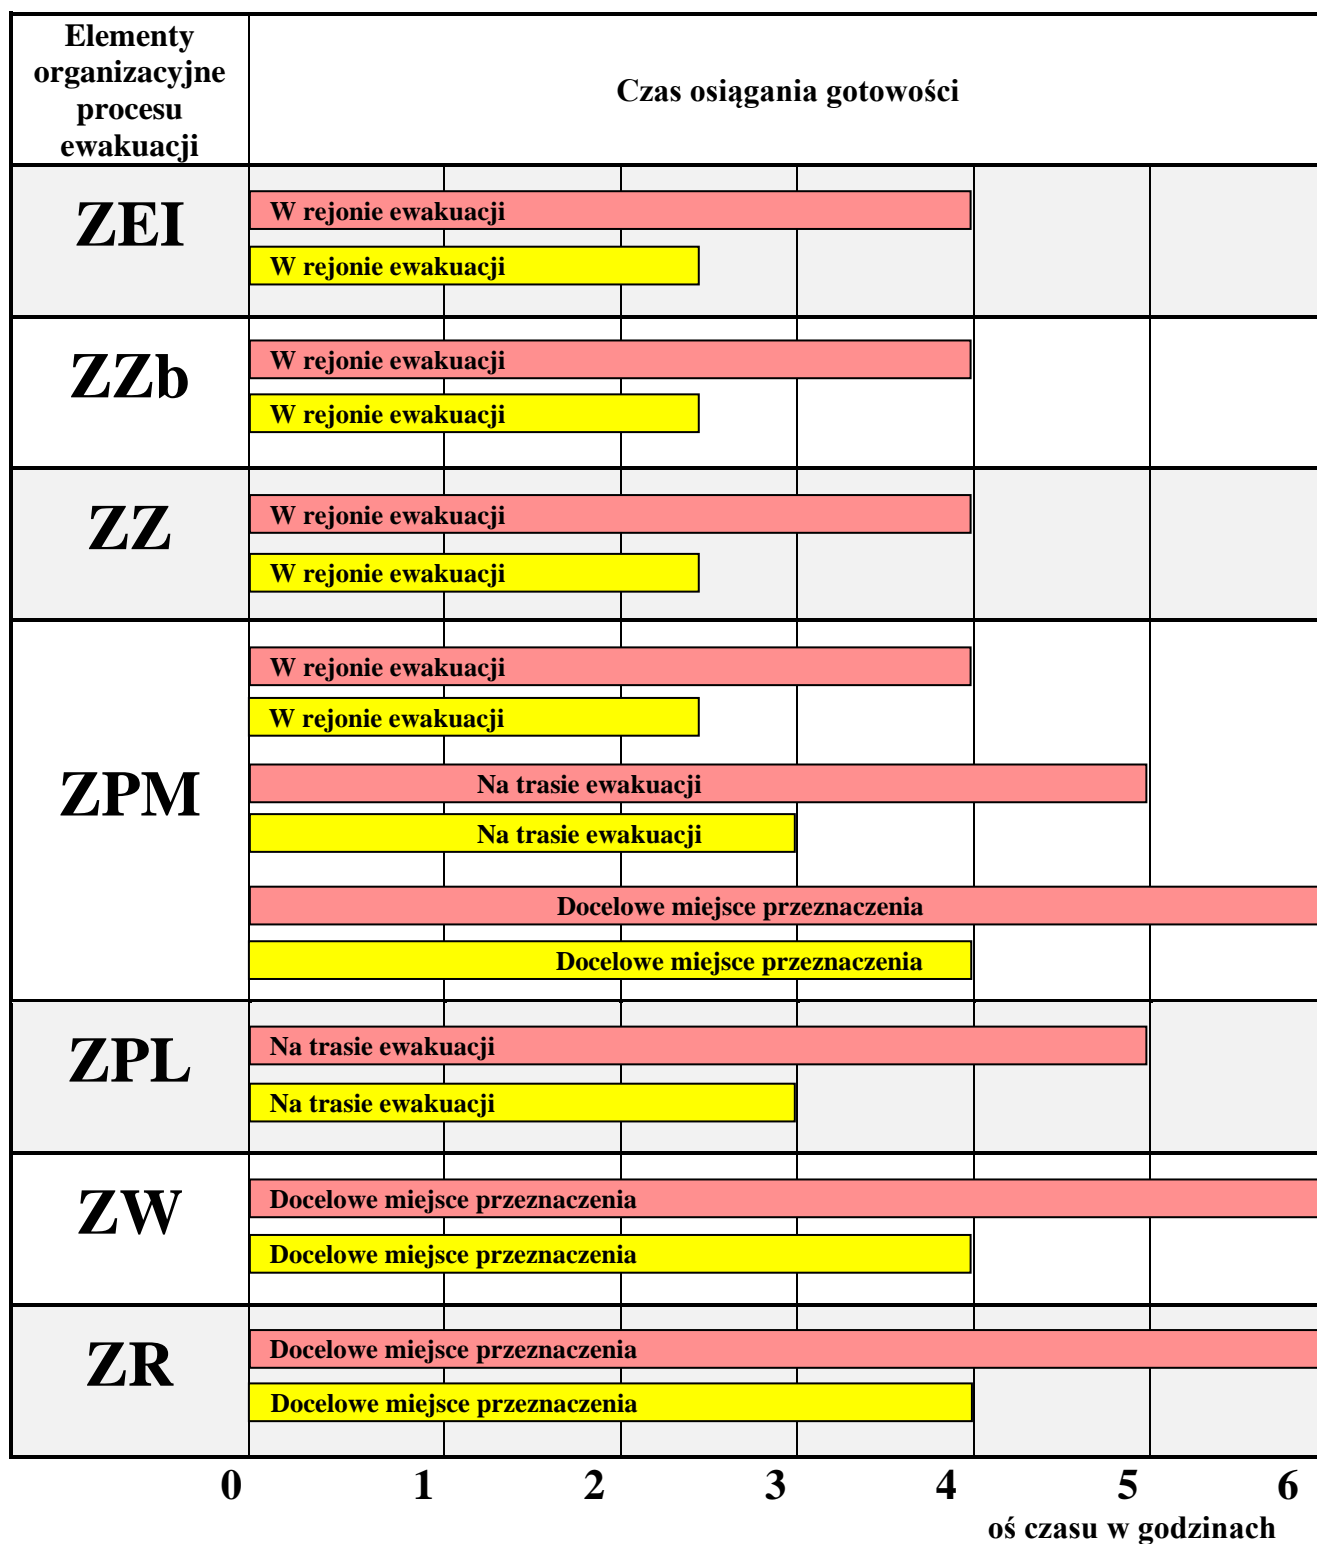 Elementy
organizacyjne
procesu
ewakuacji
Czas osiągania gotowości
ZEI
W rejonie ewakuacji
W rejonie ewakuacji
ZZb
W rejonie ewakuacji
W rejonie ewakuacji
ZZ
W rejonie ewakuacji
W rejonie ewakuacji
ZPM
W rejonie ewakuacji
W rejonie ewakuacji
Na trasie ewakuacji
Na trasie ewakuacji
Docelowe miejsce przeznaczenia
Docelowe miejsce przeznaczenia
ZPL
Na trasie ewakuacji
Na trasie ewakuacji
ZW
Docelowe miejsce przeznaczenia
Docelowe miejsce przeznaczenia
ZR
Docelowe miejsce przeznaczenia
Docelowe miejsce przeznaczenia
0 1 2 3 4 5 6
oś czasu w godzinach